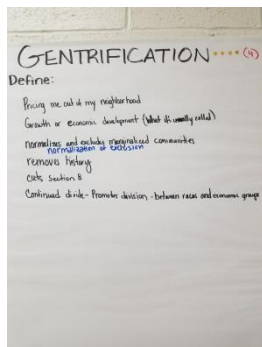 GENTRIFICATION •••• (4)
Define:
Pricing me out of my neighborhood
Growth or economic development (What it's usually called)
normalizes and excludes marginalized communities
normalization of exclusion
removes history
cuts Section 8
Continued divide - Promotes division - between races and economic groups